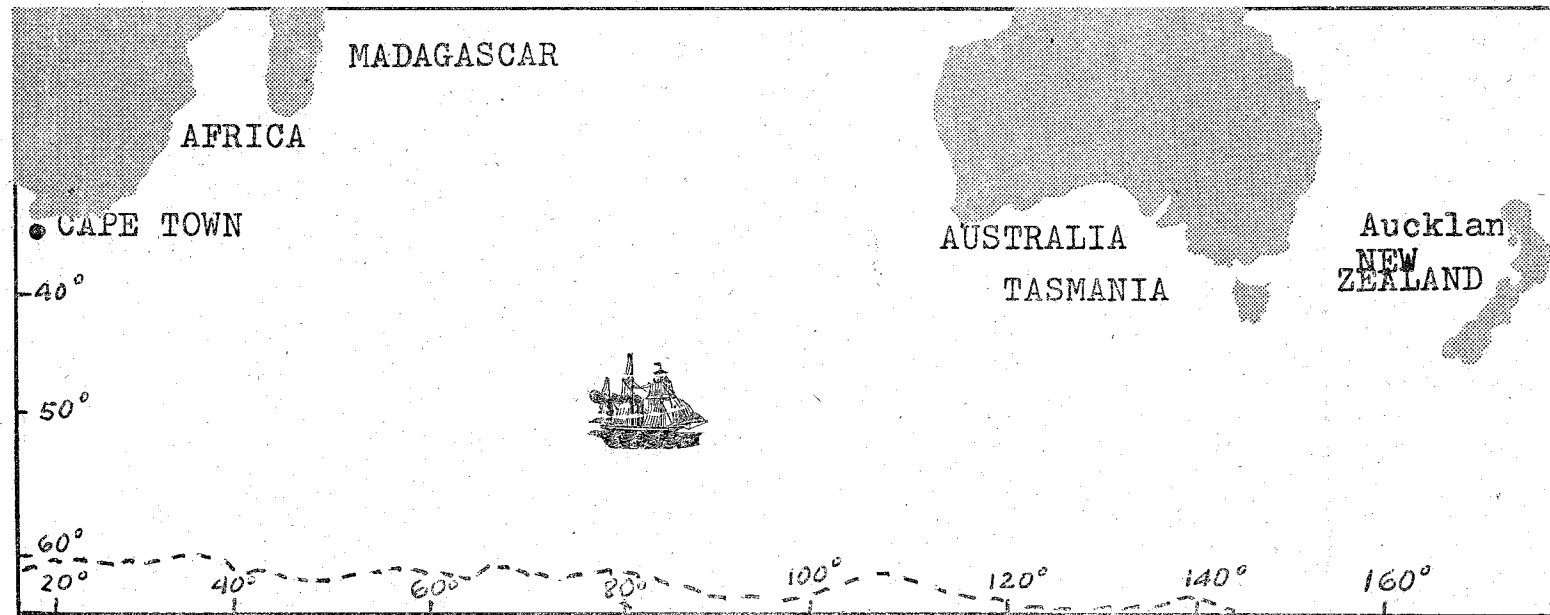 MADAGASCAR
AFRICA
CAPE TOWN
AUSTRALIA
TASMANIA
Aucklan
NEW
ZEALAND
40°
50°
60°
20°
40°
60°
80°
100°
120°
140°
160°